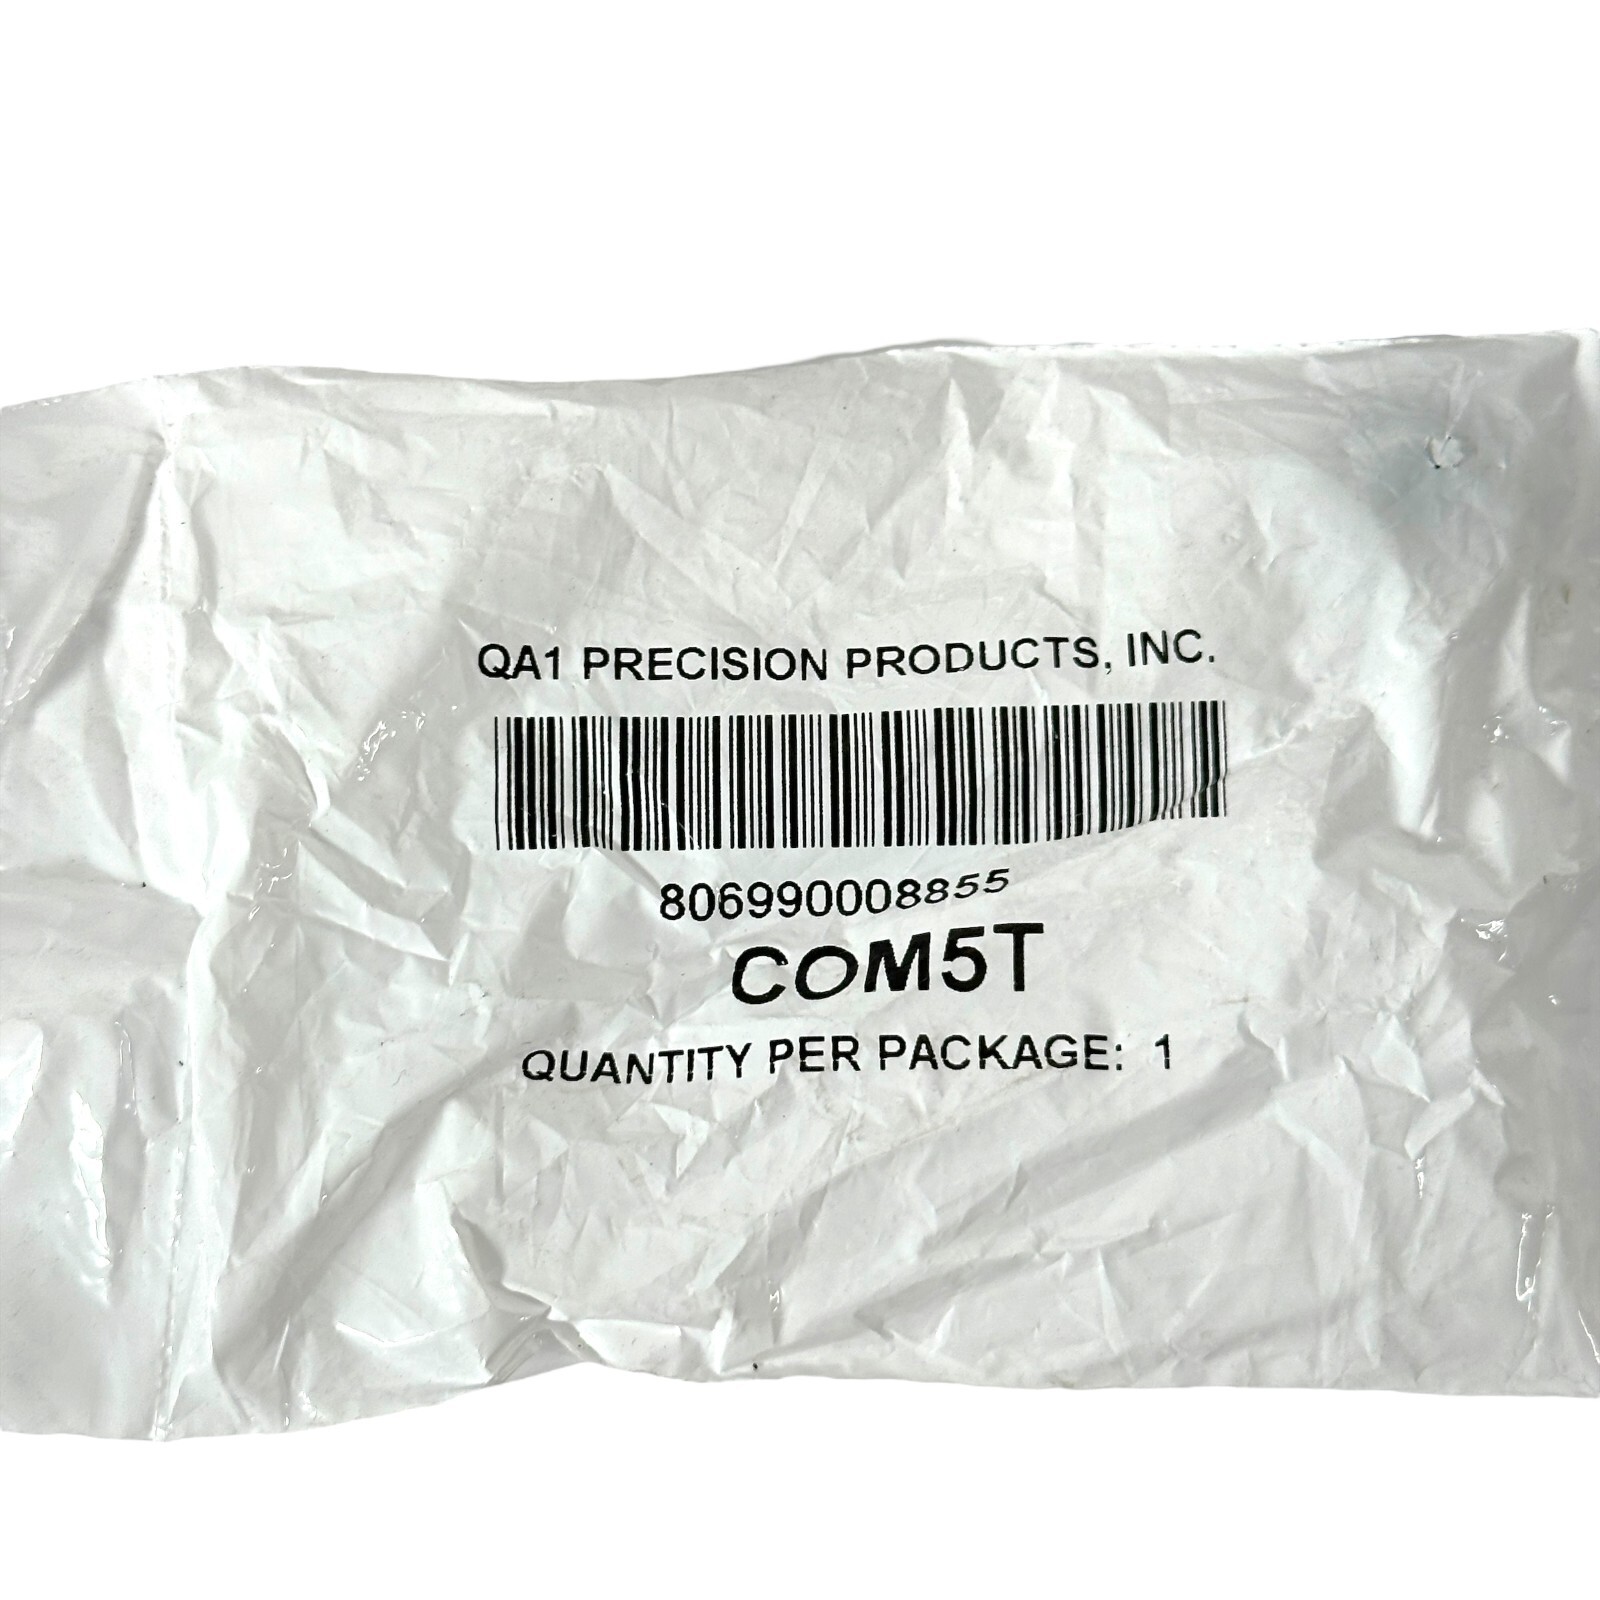 QA1 PRECISION PRODUCTS, INC.
806990008855
COM5T
QUANTITY PER PACKAGE: 1